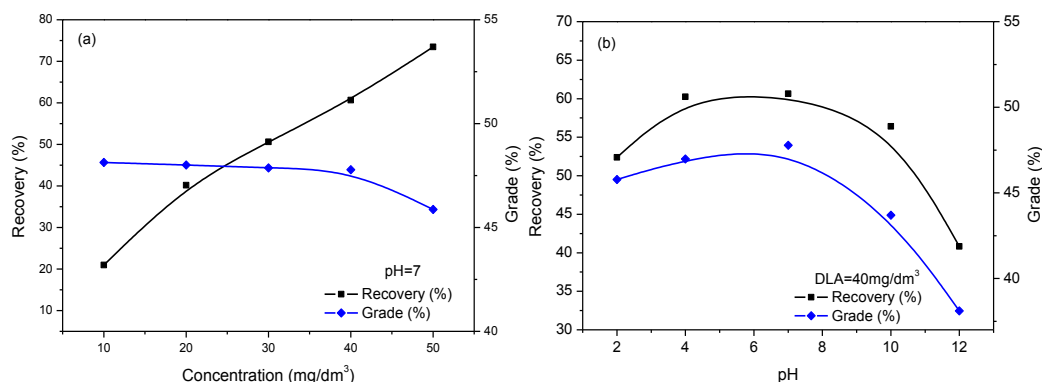 (a)
Recovery (%)
80
70
60
50
40
30
20
10
55
50
45
40
Grade (%)
pH=7
Recovery (%)
Grade (%)
10 20 30 40 50
Concentration (mg/dm³)
(b)
Recovery (%)
70
65
60
55
50
45
40
35
30
55
50
45
40
Grade (%)
DLA=40mg/dm³
Recovery (%)
Grade (%)
2 4 6 8 10 12
pH